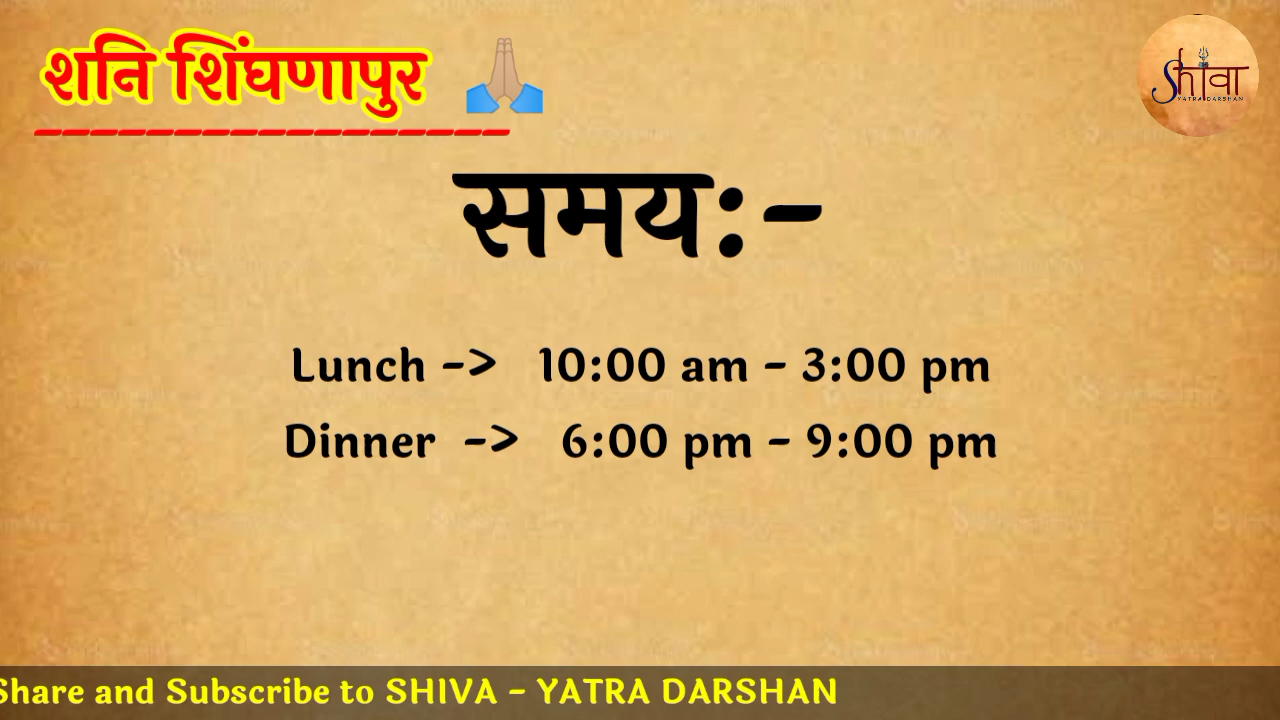 शनि शिंघणापुर 🙏
Shiवा
YATRA DARSHAN
समय:-
Lunch -> 10:00 am - 3:00 pm
Dinner -> 6:00 pm - 9:00 pm
Share and Subscribe to SHIVA - YATRA DARSHAN